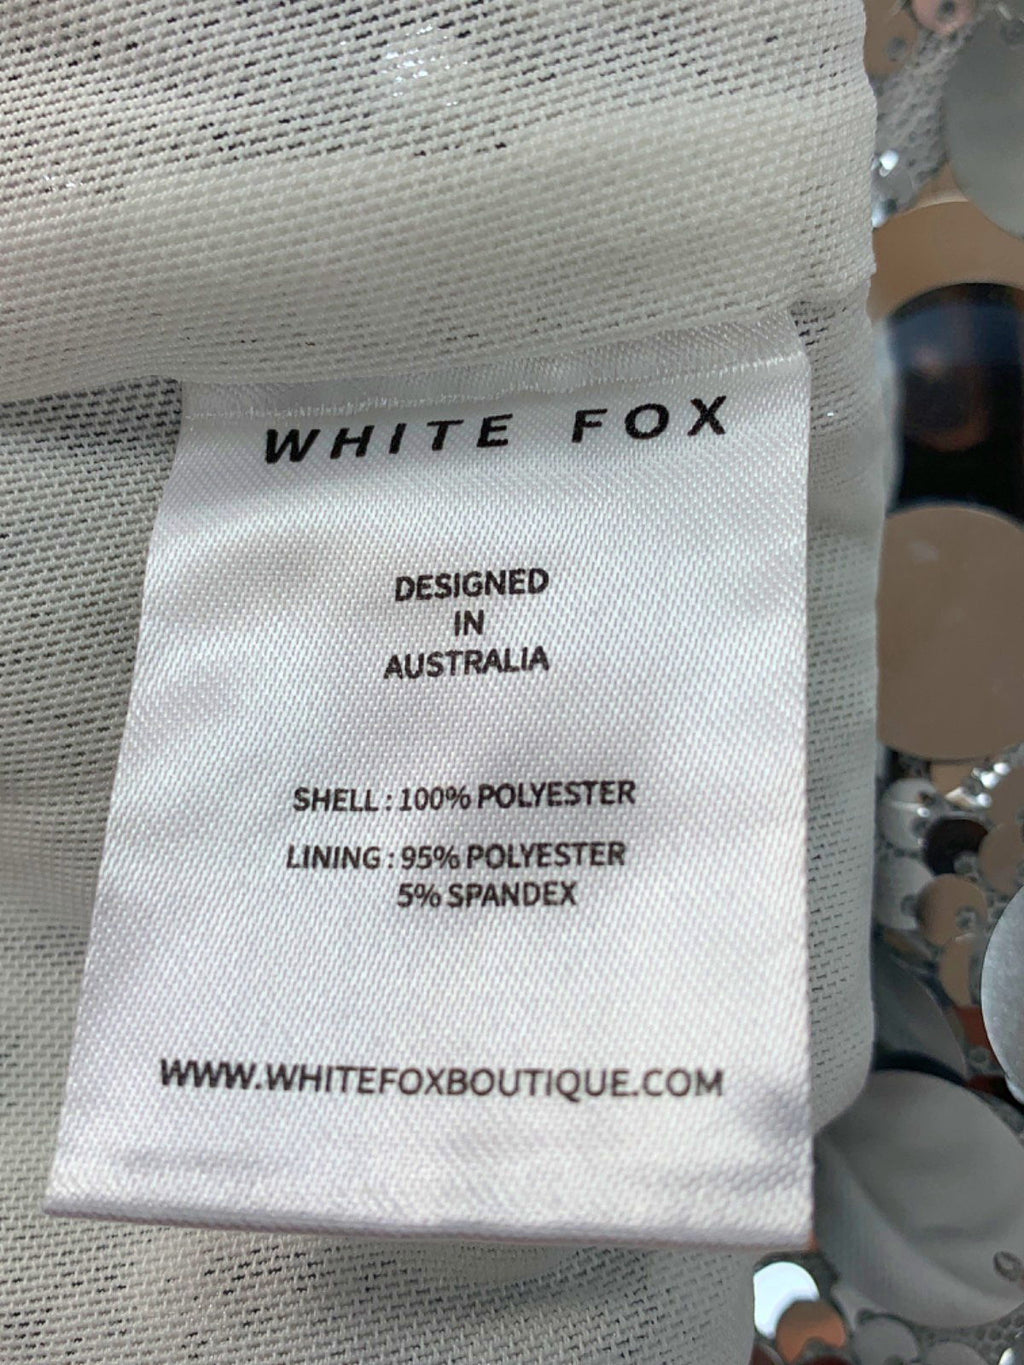 WHITE FOX
DESIGNED
IN
AUSTRALIA
SHELL : 100% POLYESTER
LINING : 95% POLYESTER
5% SPANDEX
WWW.WHITEFOXBOUTIQUE.COM